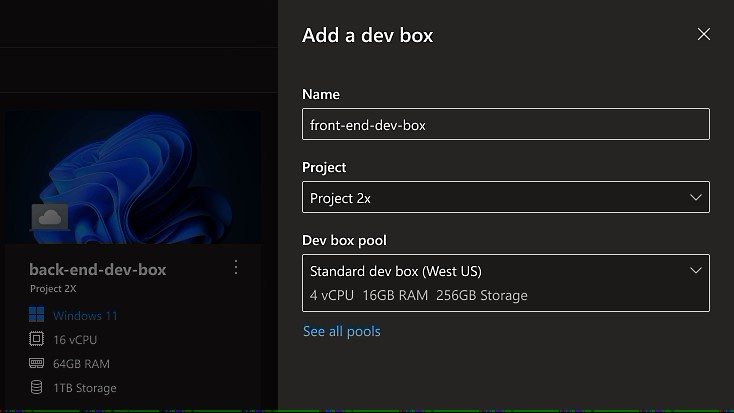 Add a dev box
Name
front-end-dev-box
Project
Project 2x
Dev box pool
Standard dev box (West US)
4 vCPU 16GB RAM 256GB Storage
See all pools
back-end-dev-box
Project 2X
Windows 11
16 vCPU
64GB RAM
1TB Storage